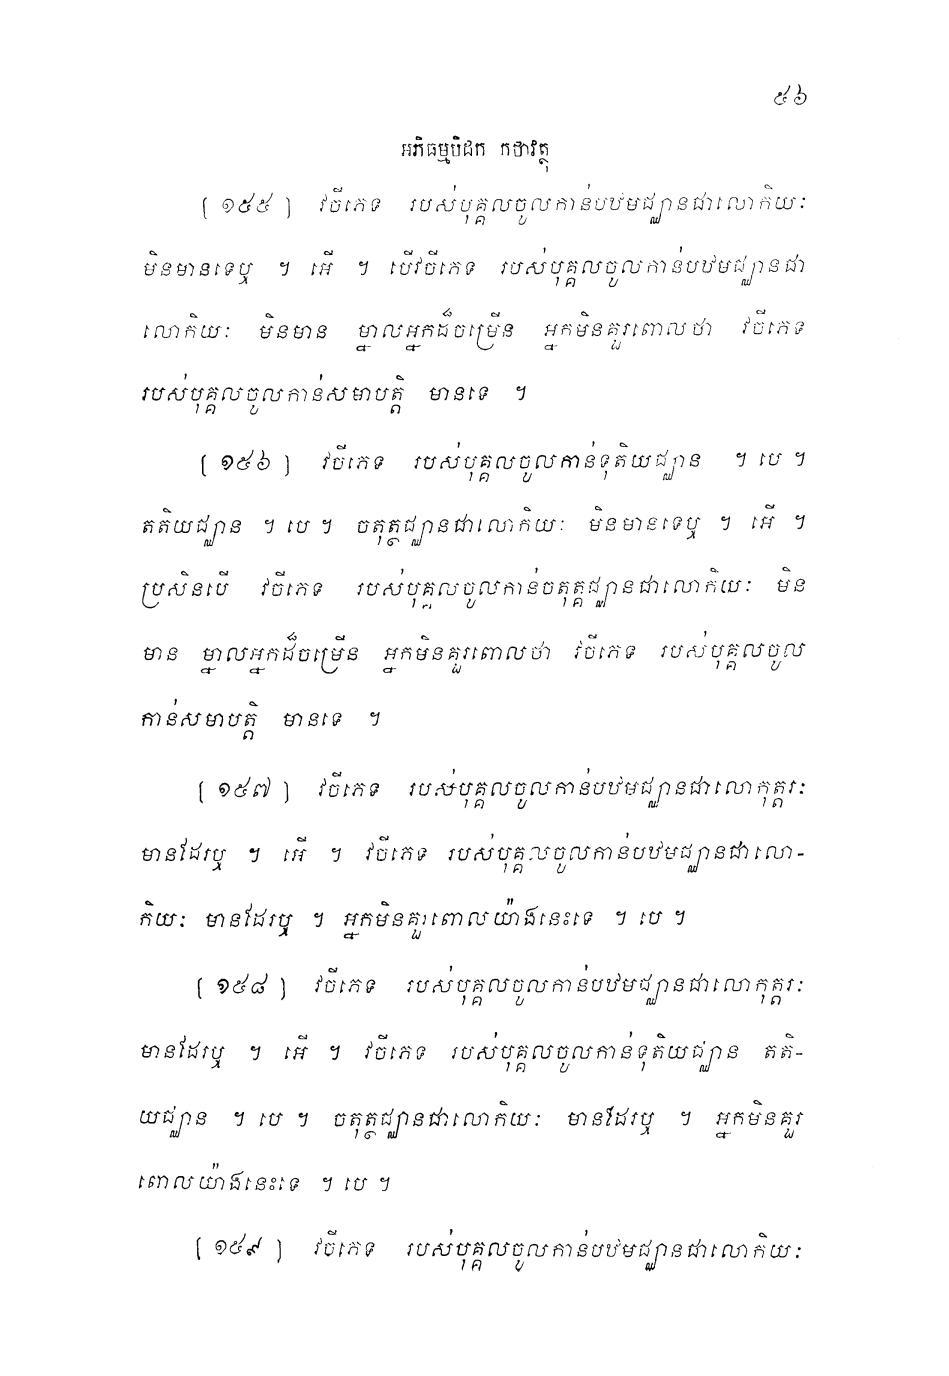 ៥៦
អភិធម្មបិដក កថាវត្ថុ
[ ១៥៥ ] វចីភេទ របស់បុគ្គលចូលកាន់បឋមជ្ឈានជាលោកិយៈ
មិនមានទេឬ ។ អើ ។ បើវចីភេទ របស់បុគ្គលចូលកាន់បឋមជ្ឈានជា
លោកិយៈ មិនមាន ម្នាលអ្នកដ៏ចម្រើន អ្នកមិនគួរពោលថា វចីភេទ
របស់បុគ្គលចូលកាន់សមាបត្តិ មានទេ ។
[ ១៥៦ ] វចីភេទ របស់បុគ្គលចូលកាន់ទុតិយជ្ឈាន ។ បេ ។
តតិយជ្ឈាន ។ បេ ។ ចតុត្ថជ្ឈានជាលោកិយៈ មិនមានទេឬ ។ អើ ។
ប្រសិនបើ វចីភេទ របស់បុគ្គលចូលកាន់ចតុត្ថជ្ឈានជាលោកិយៈ មិន
មាន ម្នាលអ្នកដ៏ចម្រើន អ្នកមិនគួរពោលថា វចីភេទ របស់បុគ្គលចូល
កាន់សមាបត្តិ មានទេ ។
[ ១៥៧ ] វចីភេទ របស់បុគ្គលចូលកាន់បឋមជ្ឈានជាលោកុត្តរៈ
មានដែរឬ ។ អើ ។ វចីភេទ របស់បុគ្គលចូលកាន់បឋមជ្ឈានជាលោ-
កិយៈ មានដែរឬ ។ អ្នកមិនគួរពោលយ៉ាងនេះទេ ។ បេ ។
[ ១៥៨ ] វចីភេទ របស់បុគ្គលចូលកាន់បឋមជ្ឈានជាលោកុត្តរៈ
មានដែរឬ ។ អើ ។ វចីភេទ របស់បុគ្គលចូលកាន់ទុតិយជ្ឈាន តតិ-
យជ្ឈាន ។ បេ ។ ចតុត្ថជ្ឈានជាលោកិយៈ មានដែរឬ ។ អ្នកមិនគួរ
ពោលយ៉ាងនេះទេ ។ បេ ។
[ ១៥៩ ] វចីភេទ របស់បុគ្គលចូលកាន់បឋមជ្ឈានជាលោកិយៈ